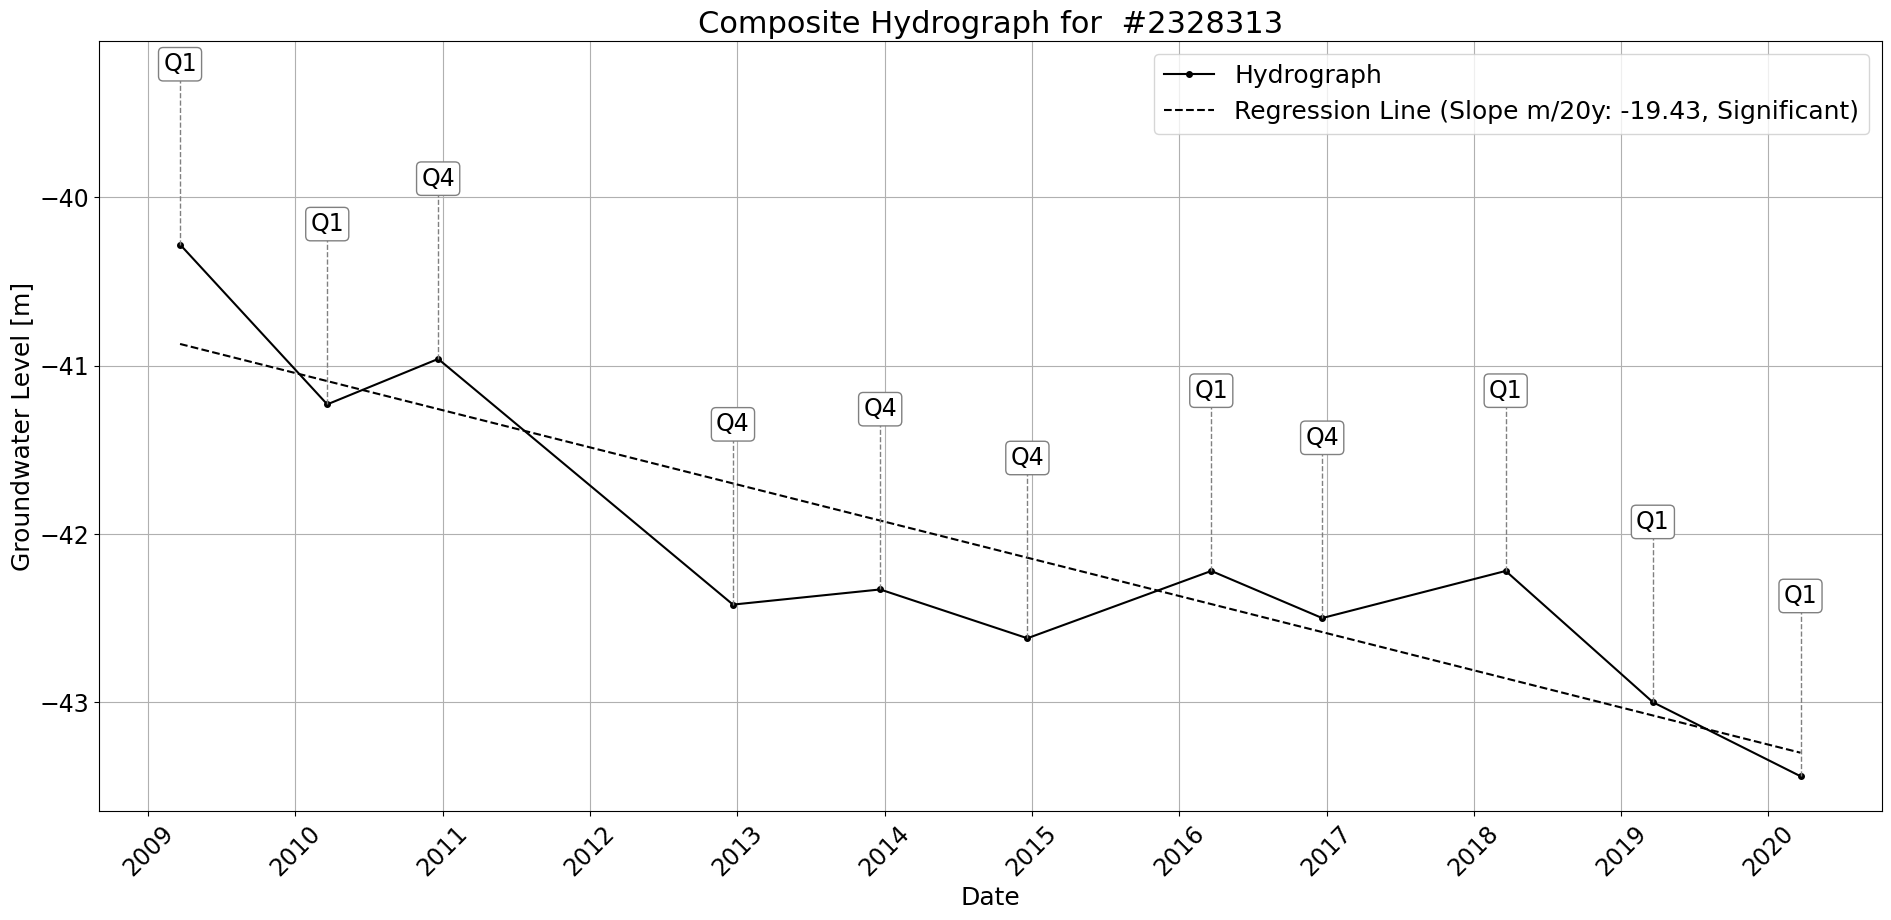 Composite Hydrograph for  #2328313
Hydrograph
Regression Line (Slope m/20y: -19.43, Significant)
Groundwater Level [m]
−40
−41
−42
−43
Q1
Q1
Q4
Q4
Q4
Q4
Q1
Q4
Q1
Q1
Q1
2009
2010
2011
2012
2013
2014
2015
2016
2017
2018
2019
2020
Date